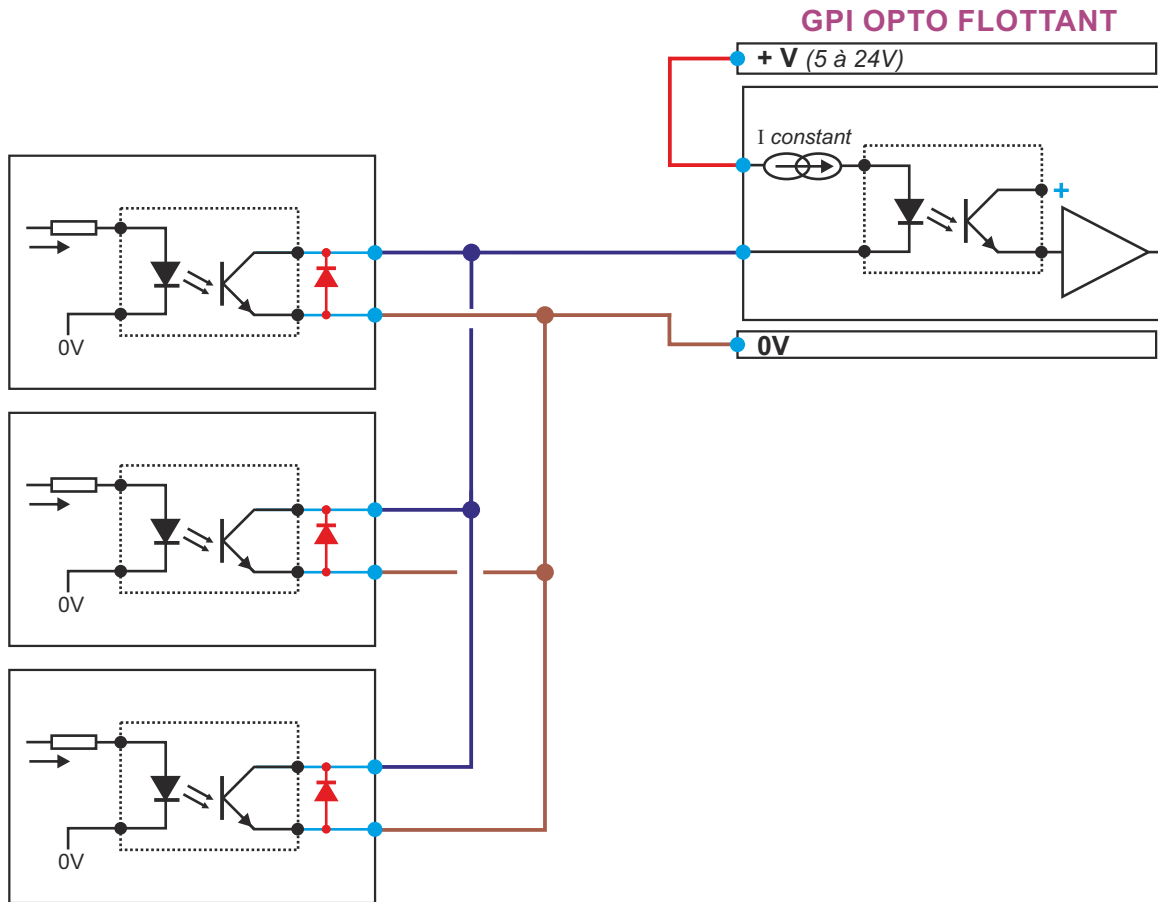 GPI OPTO FLOTTANT
+ V (5 à 24V)
I constant
+
0V
0V
0V
0V